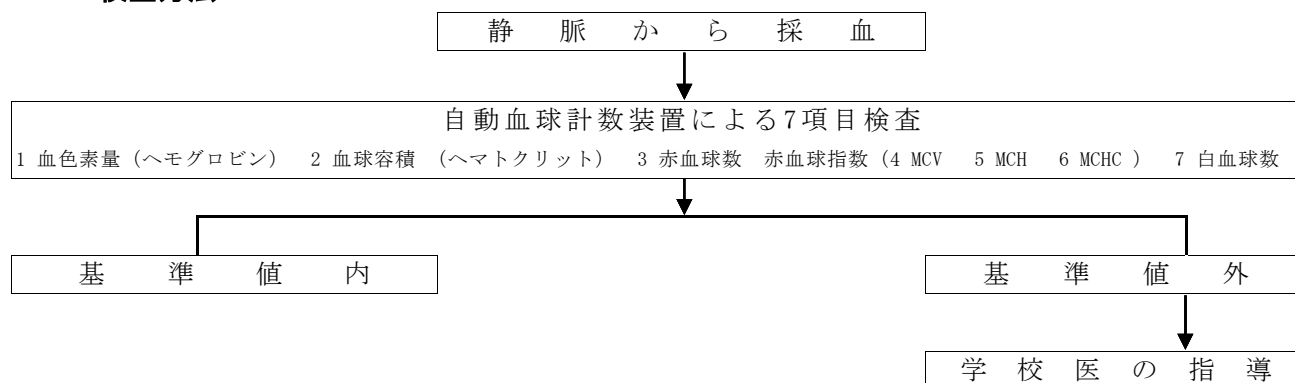 静脈から採血
自動血球計数装置による7項目検査
1 血色素量（ヘモグロビン） 2 血球容積 （ヘマトクリット） 3 赤血球数 赤血球指数（4 MCV 5 MCH 6 MCHC ） 7 白血球数
基準値内
基準値外
学校医の指導